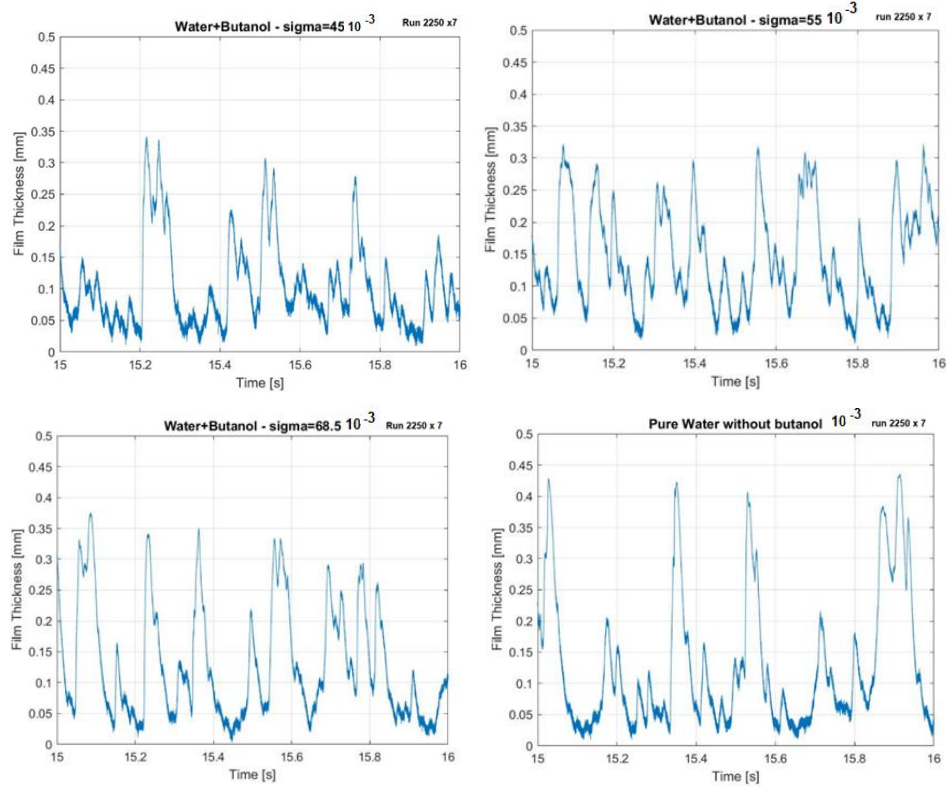 Water+Butanol - sigma=45 10 -3 Run 2250 x7
0.5
0.45
0.4
0.35
0.3
0.25
0.2
0.15
0.1
0.05
0
Film Thickness [mm]
15 15.2 15.4 15.6 15.8 16
Time [s]
Water+Butanol - sigma=55 10 -3 run 2250 x 7
0.5
0.45
0.4
0.35
0.3
0.25
0.2
0.15
0.1
0.05
0
Film Thickness [mm]
15 15.2 15.4 15.6 15.8 16
Time [s]
Water+Butanol - sigma=68.5 10 -3 Run 2250 x 7
0.5
0.45
0.4
0.35
0.3
0.25
0.2
0.15
0.1
0.05
0
Film Thickness [mm]
15 15.2 15.4 15.6 15.8 16
Time [s]
Pure Water without butanol 10 -3 run 2250 x 7
0.5
0.45
0.4
0.35
0.3
0.25
0.2
0.15
0.1
0.05
0
Film Thickness [mm]
15 15.2 15.4 15.6 15.8 16
Time [s]